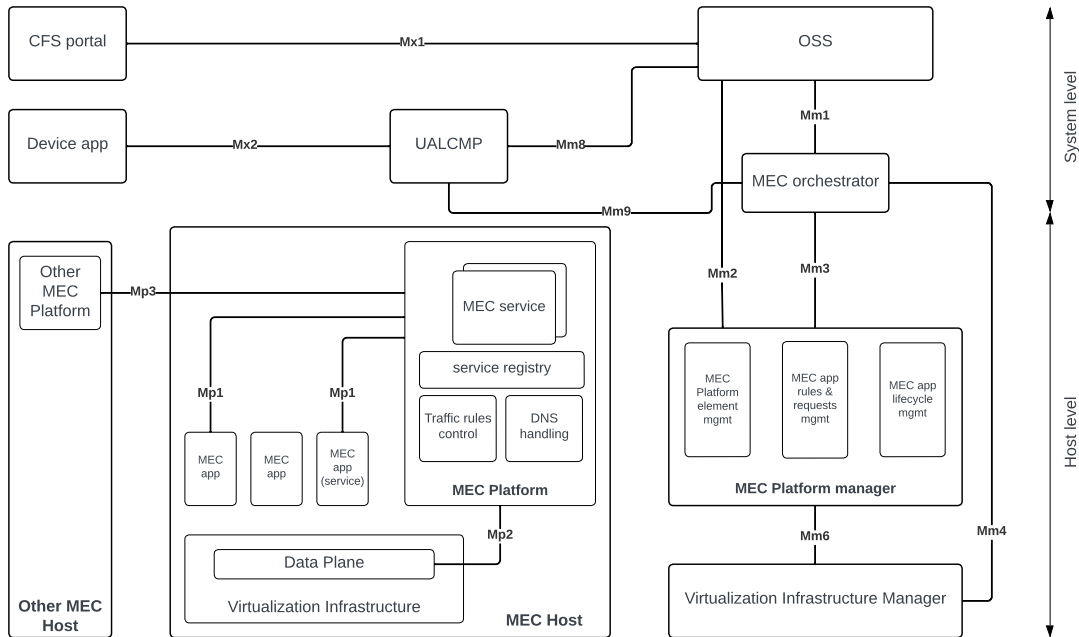 CFS portal
Mx1
OSS
Device app
Mx2
UALCMP
Mm8
Mm1
MEC orchestrator
Mm9
System level
Other
MEC
Platform
Mp3
MEC service
Mm2
Mm3
service registry
Mp1
Mp1
Traffic rules
control
DNS
handling
MEC
app
MEC
app
MEC
app
(service)
MEC Platform
MEC
Platform
element
mgmt
MEC app
rules &
requests
mgmt
MEC app
lifecycle
mgmt
MEC Platform manager
Host level
Mp2
Mm6
Mm4
Data Plane
Virtualization Infrastructure
Virtualization Infrastructure Manager
Other MEC
Host
MEC Host